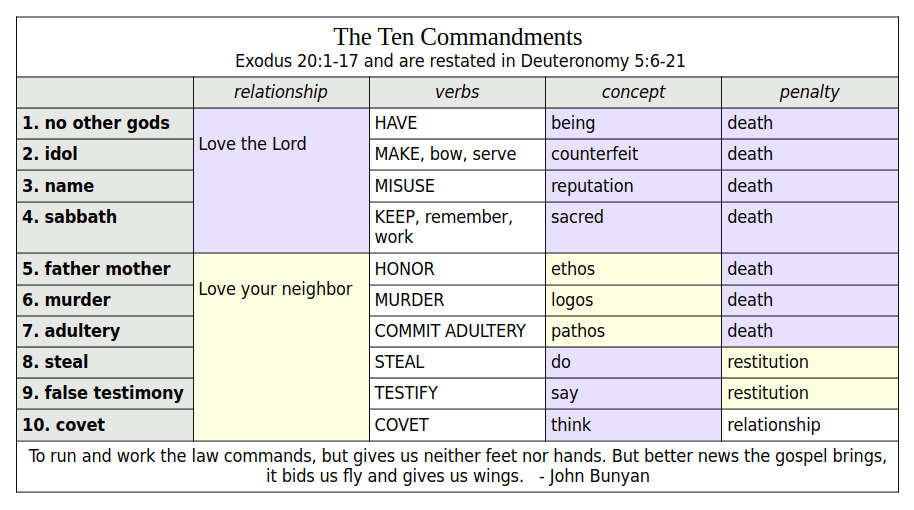 The Ten Commandments
Exodus 20:1-17 and are restated in Deuteronomy 5:6-21
relationship verbs concept penalty
1. no other gods Love the Lord HAVE being death
2. idol MAKE, bow, serve counterfeit death
3. name MISUSE reputation death
4. sabbath KEEP, remember, sacred death
work
5. father mother Love your neighbor HONOR ethos death
6. murder MURDER logos death
7. adultery COMMIT ADULTERY pathos death
8. steal STEAL do restitution
9. false testimony TESTIFY say restitution
10. covet COVET think relationship
To run and work the law commands, but gives us neither feet nor hands. But better news the gospel brings,
it bids us fly and gives us wings. - John Bunyan